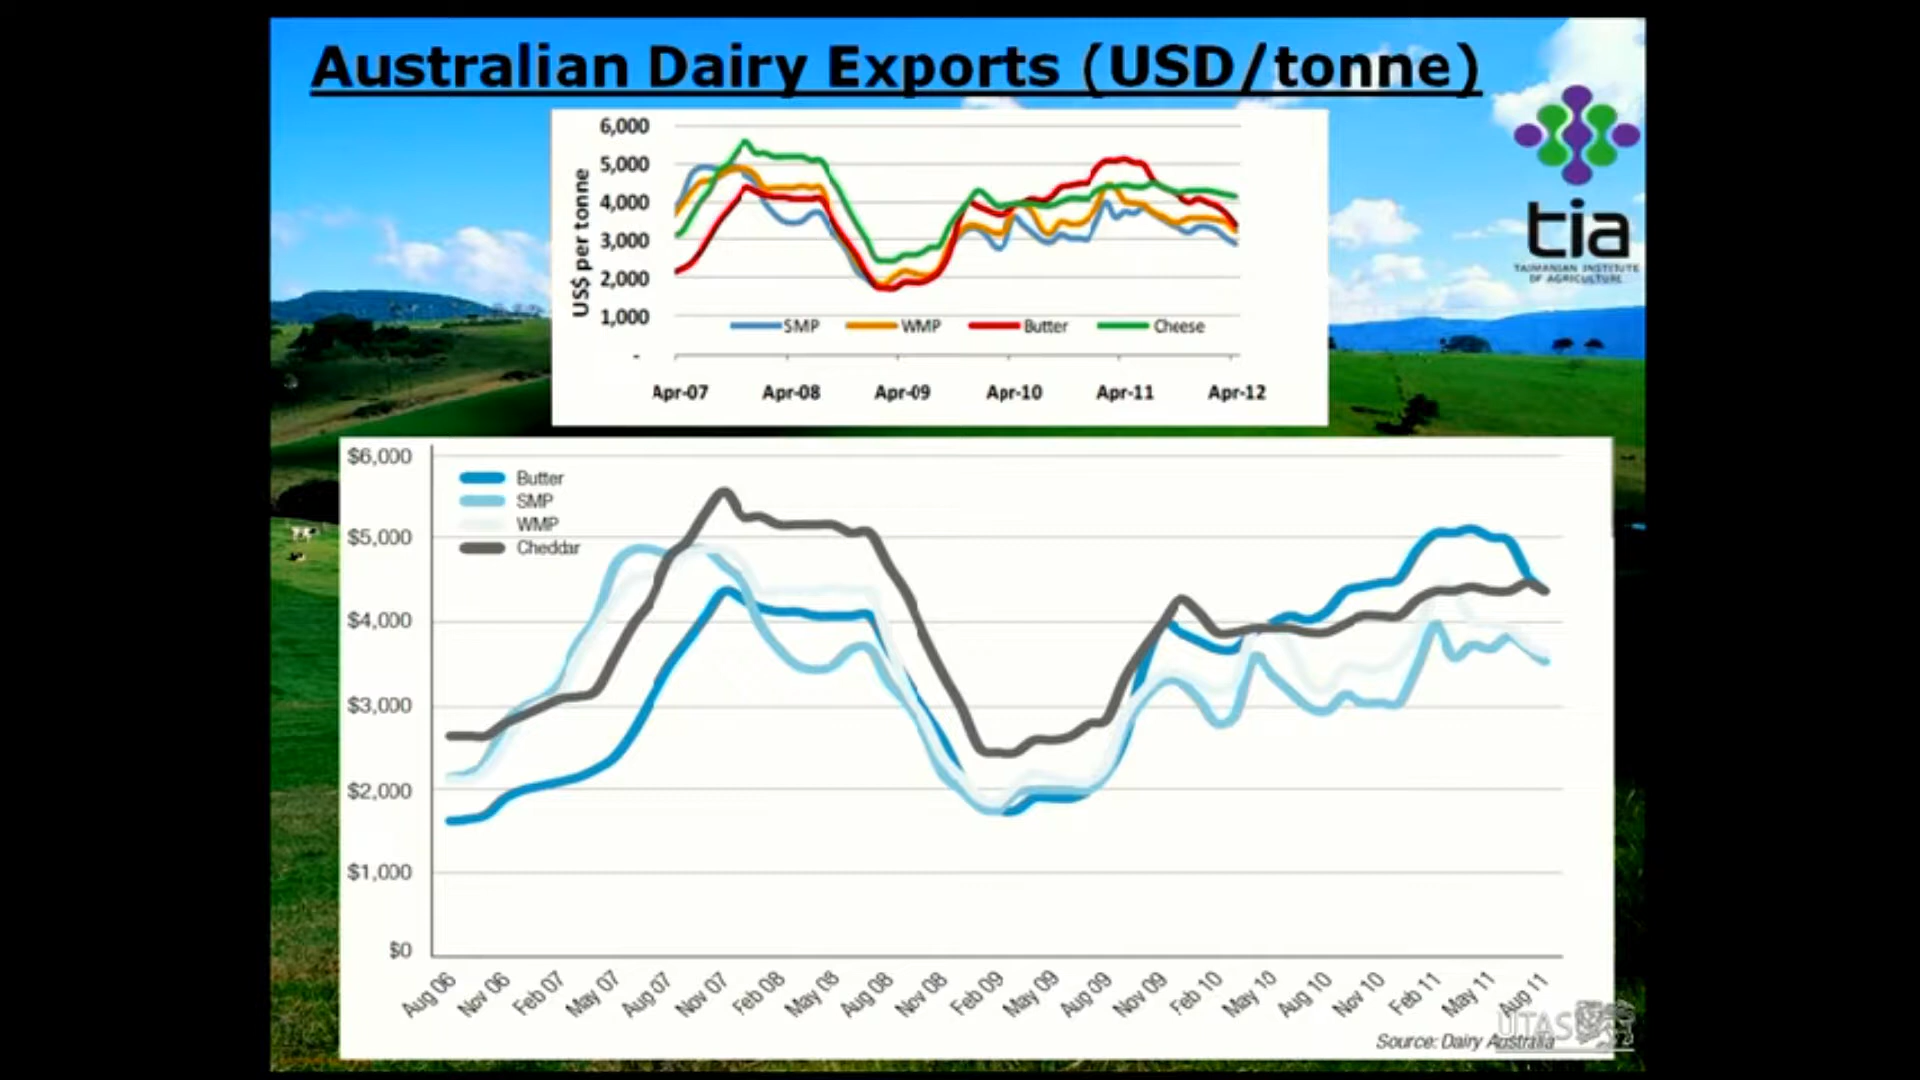 Australian Dairy Exports (USD/tonne)
tia
TASMANIAN INSTITUTE
OF AGRICULTURE
US$ per tonne
6,000
5,000
4,000
3,000
2,000
1,000
-
SMP WMP Butter Cheese
Apr-07 Apr-08 Apr-09 Apr-10 Apr-11 Apr-12
$6,000
$5,000
$4,000
$3,000
$2,000
$1,000
$0
Butter
SMP
WMP
Cheddar
Aug 06 Nov 06 Feb 07 May 07 Aug 07 Nov 07 Feb 08 May 08 Aug 08 Nov 08 Feb 09 May 09 Aug 09 Nov 09 Feb 10 May 10 Aug 10 Nov 10 Feb 11 May 11 Aug 11
UTAS
Source: Dairy Australia